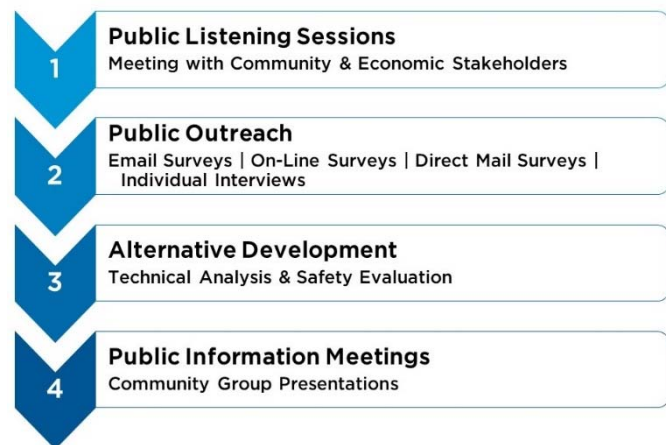 1
Public Listening Sessions
Meeting with Community & Economic Stakeholders
2
Public Outreach
Email Surveys | On-Line Surveys | Direct Mail Surveys |
Individual Interviews
3
Alternative Development
Technical Analysis & Safety Evaluation
4
Public Information Meetings
Community Group Presentations